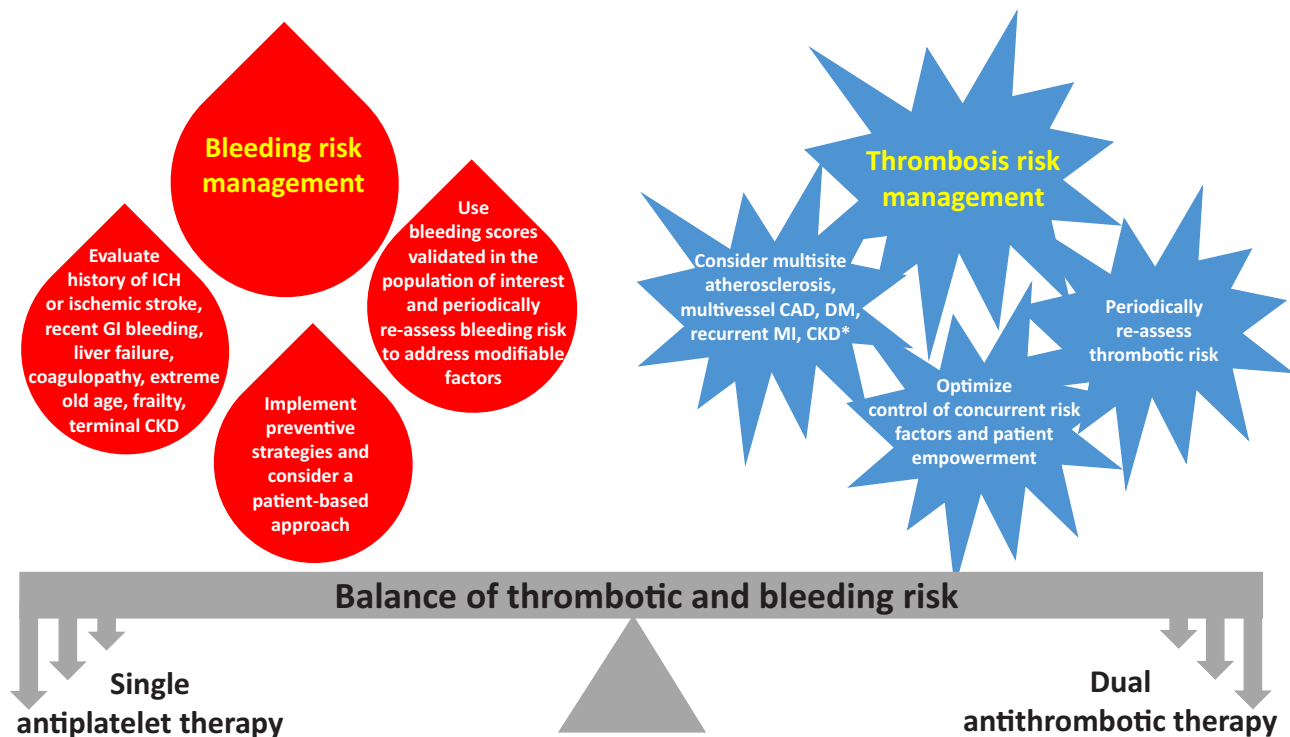 Bleeding risk
management
Evaluate
history of ICH
or ischemic stroke,
recent GI bleeding,
liver failure,
coagulopathy, extreme
old age, frailty,
terminal CKD
Implement
preventive
strategies and
consider a
patient-based
approach
Use
bleeding scores
validated in the
population of interest
and periodically
re-assess bleeding risk
to address modifiable
factors
Thrombosis risk
management
Consider multisite
atherosclerosis,
multivessel CAD, DM,
recurrent MI, CKD*
Optimize
control of concurrent risk
factors and patient
empowerment
Periodically
re-assess
thrombotic risk
Balance of thrombotic and bleeding risk
Single
antiplatelet therapy
Dual
antithrombotic therapy